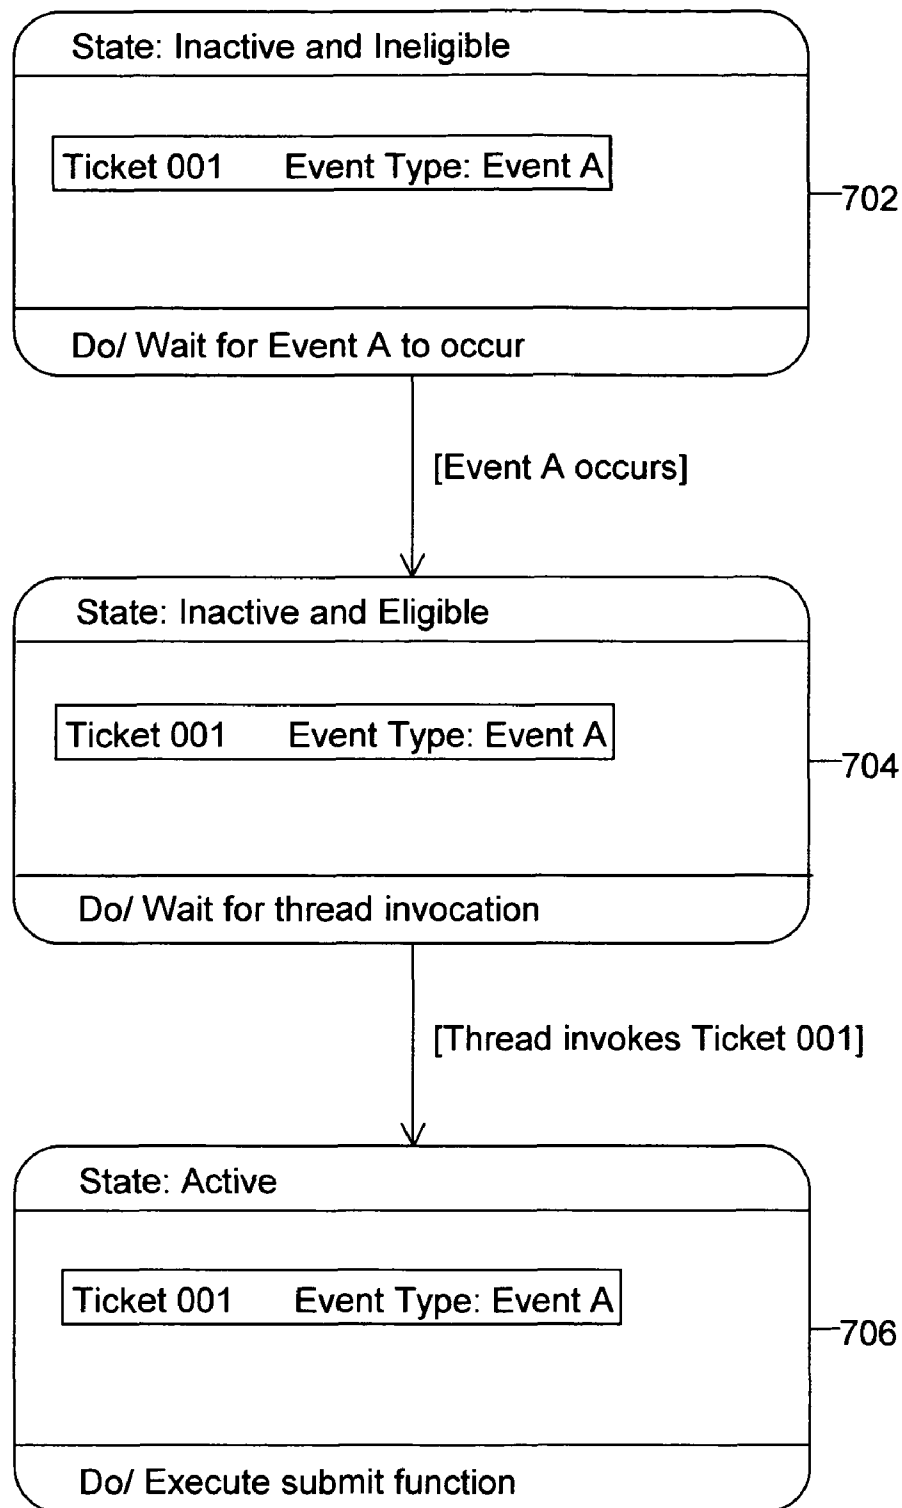 State: Inactive and Ineligible
Ticket 001 Event Type: Event A
702
Do/ Wait for Event A to occur
[Event A occurs]
State: Inactive and Eligible
Ticket 001 Event Type: Event A
704
Do/ Wait for thread invocation
[Thread invokes Ticket 001]
State: Active
Ticket 001 Event Type: Event A
706
Do/ Execute submit function